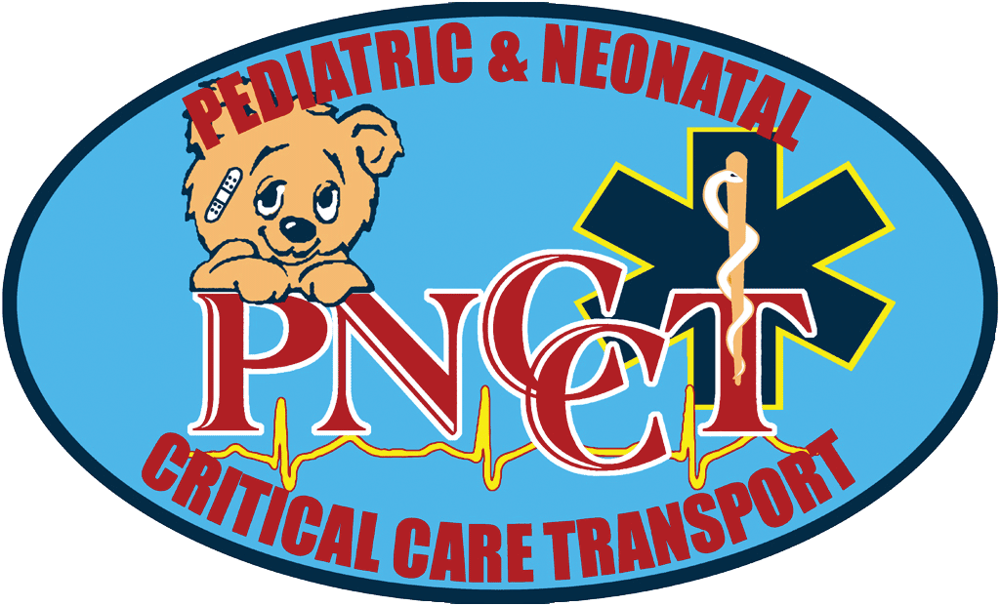 PEDIATRIC & NEONATAL
PNCCT
CRITICAL CARE TRANSPORT